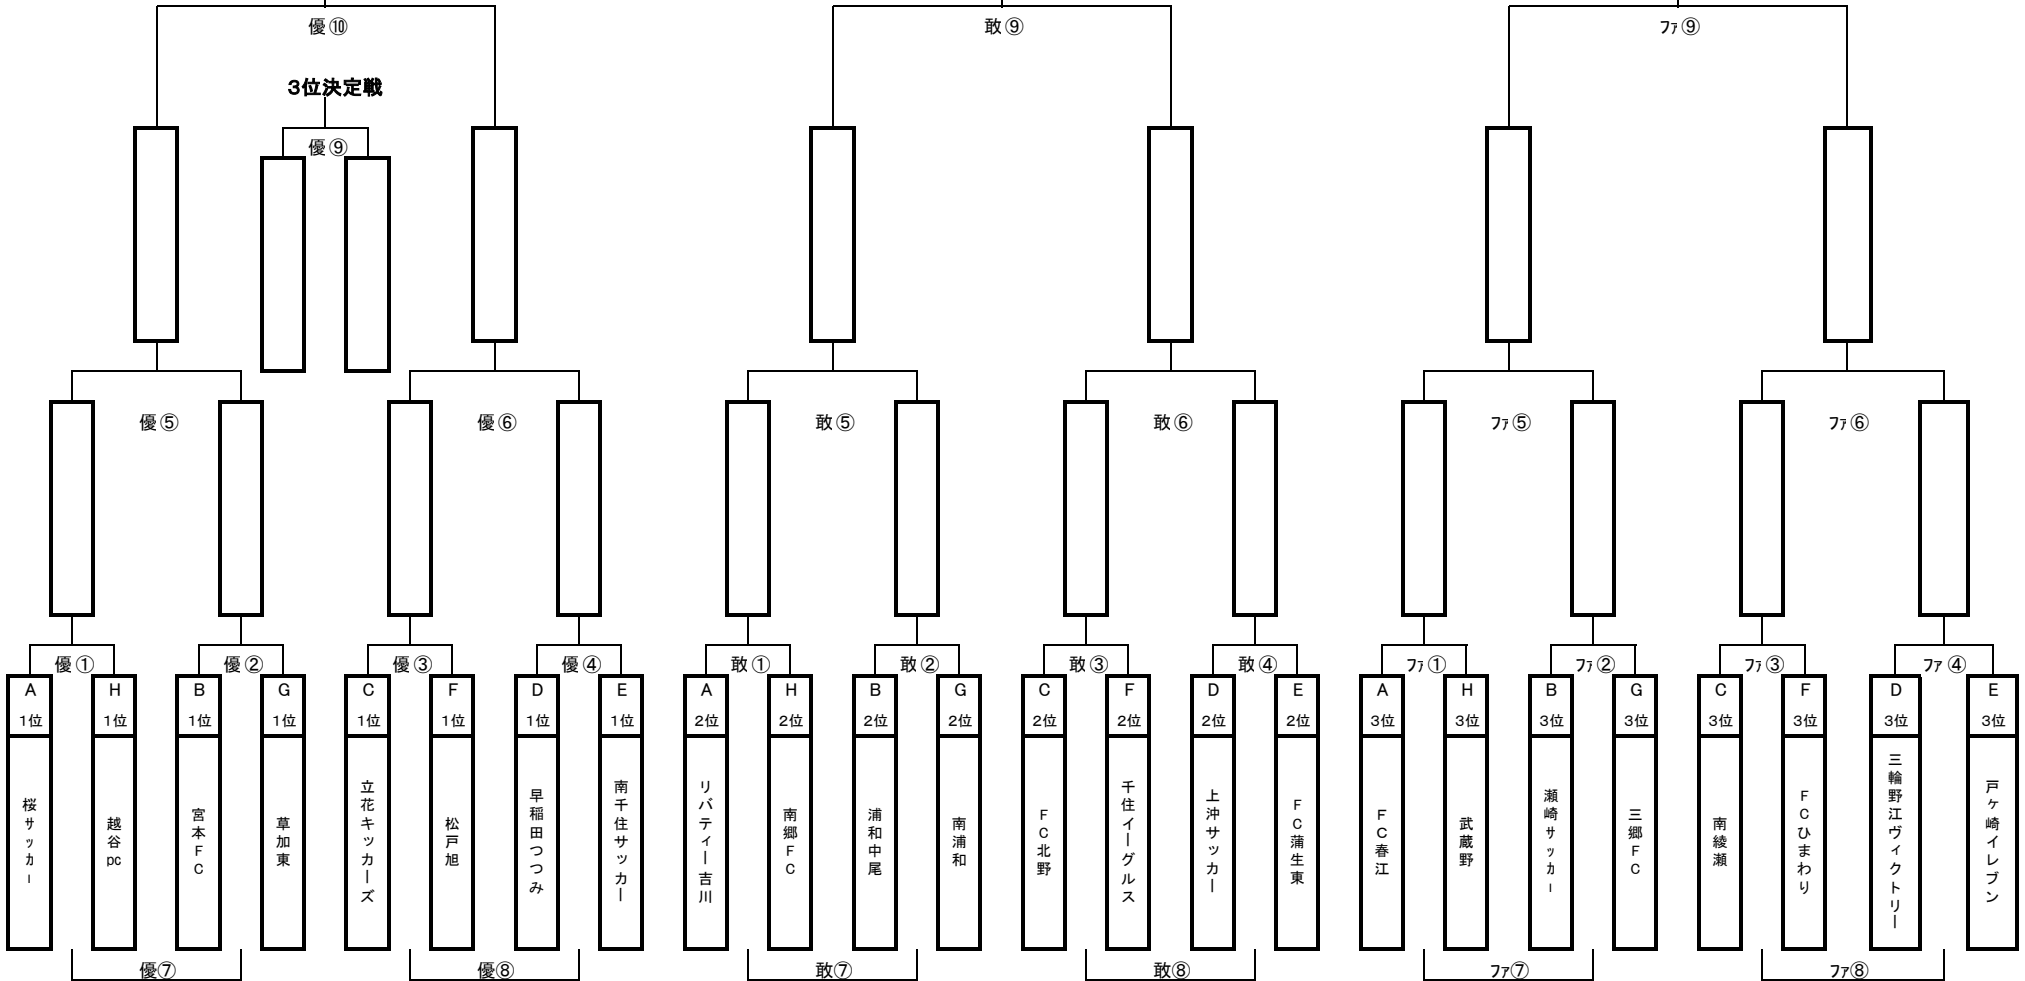 優⑩
敢⑨
ﾌｧ⑨
3位決定戦
優⑨
優⑤
優⑥
敢⑤
敢⑥
ﾌｧ⑤
ﾌｧ⑥
優①
優②
優③
優④
敢①
敢②
敢③
敢④
ﾌｧ①
ﾌｧ②
ﾌｧ③
ﾌｧ④
A
H
B
G
C
F
D
E
A
H
B
G
C
F
D
E
A
H
B
G
C
F
D
E
1位
1位
1位
1位
1位
1位
1位
1位
2位
2位
2位
2位
2位
2位
2位
2位
3位
3位
3位
3位
3位
3位
3位
3位
桜サッカー
越谷pc
宮本FC
草加東
立花キッカーズ
松戸旭
早稲田つつみ
南千住サッカー
リバティー吉川
南郷FC
浦和中尾
南浦和
FC北野
千住イーグルス
上沖サッカー
FC蒲生東
FC春江
武蔵野
瀬崎サッカー
三郷FC
南綾瀬
FCひまわり
三輪野江ヴィクトリー
戸ヶ崎イレブン
優⑦
優⑧
敢⑦
敢⑧
ﾌｧ⑦
ﾌｧ⑧